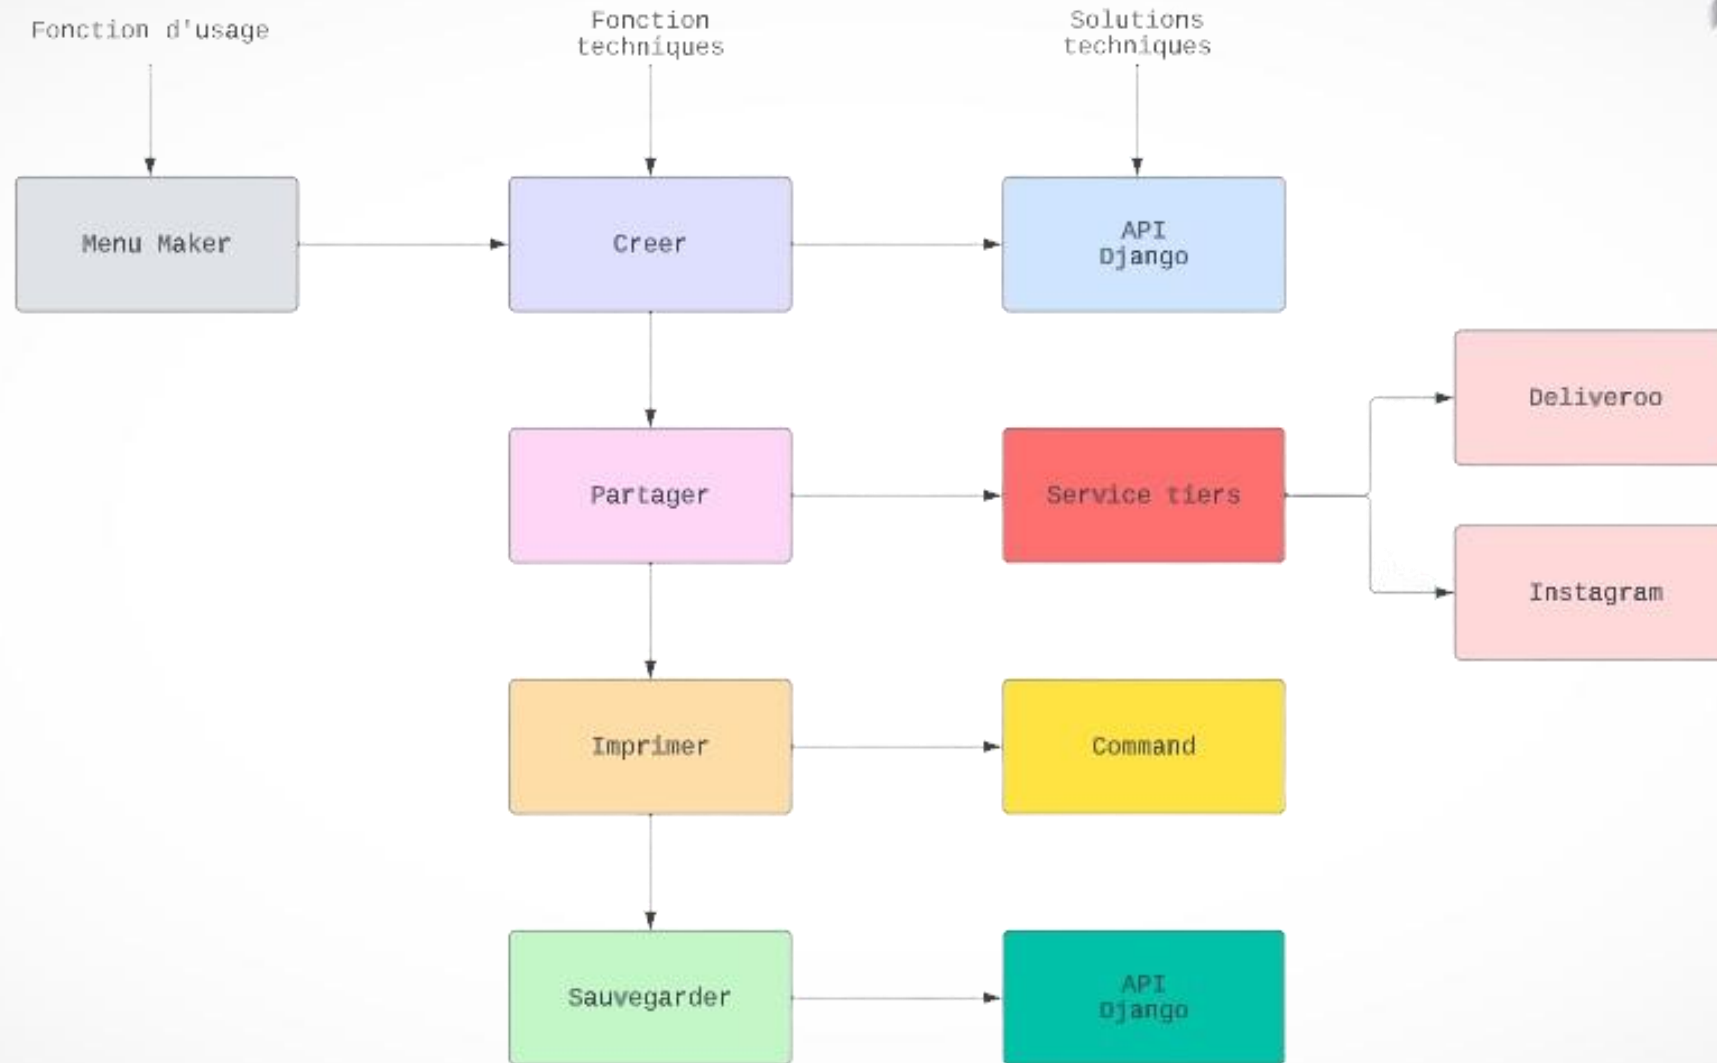 Fonction d'usage
Fonction
techniques
Solutions
techniques
Menu Maker
Creer
API
Django
Deliveroo
Partager
Service tiers
Instagram
Imprimer
Command
Sauvegarder
API
Django